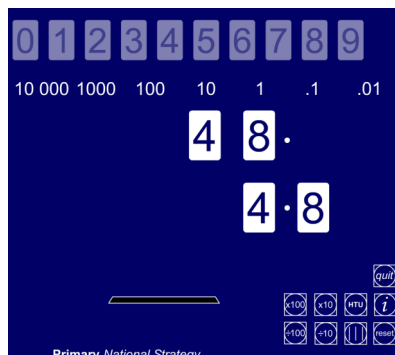 0 1 2 3 4 5 6 7 8 9
10 000 1000 100 10 1 .1 .01
4 8 .
4 . 8
quit
x100 x10 HTU i
÷100 ÷10 reset
Primary National Strategy